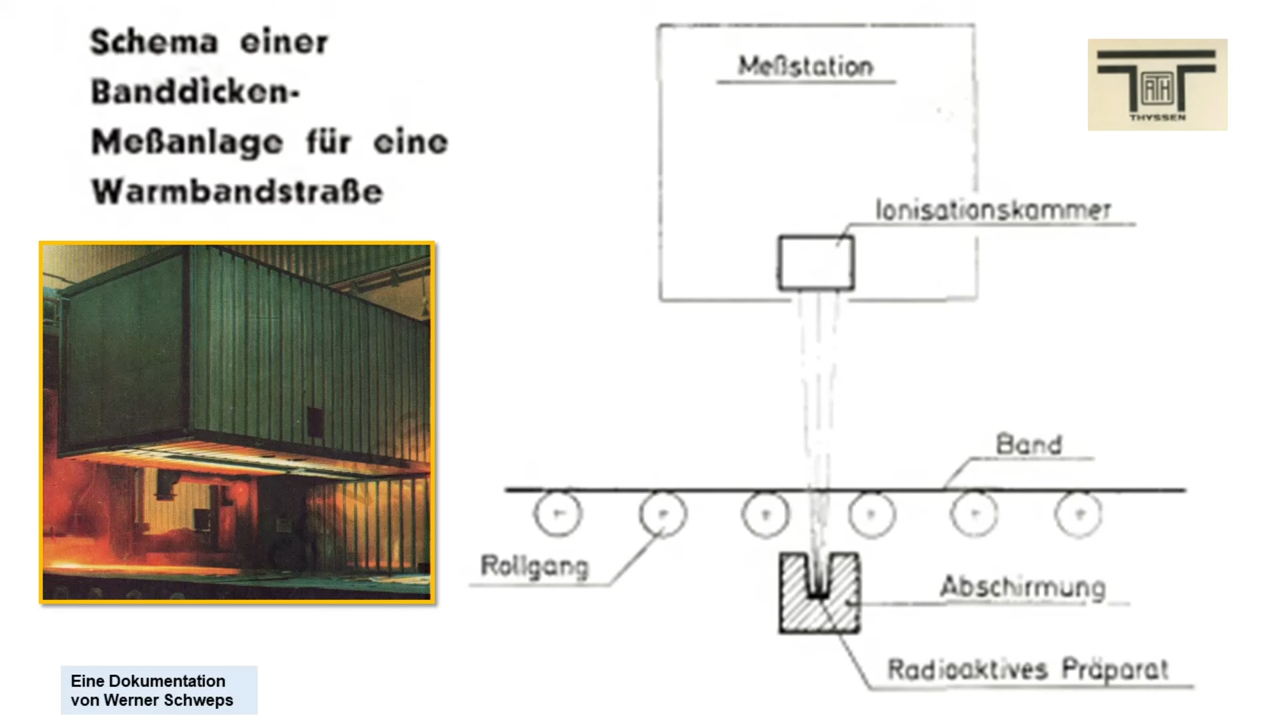 Schema einer
Banddicken-
Meßanlage für eine
Warmbandstraße
Meßstation
ATH
THYSSEN
Ionisationskammer
Band
Rollgang
Abschirmung
Radioaktives Präparat
Eine Dokumentation
von Werner Schweps